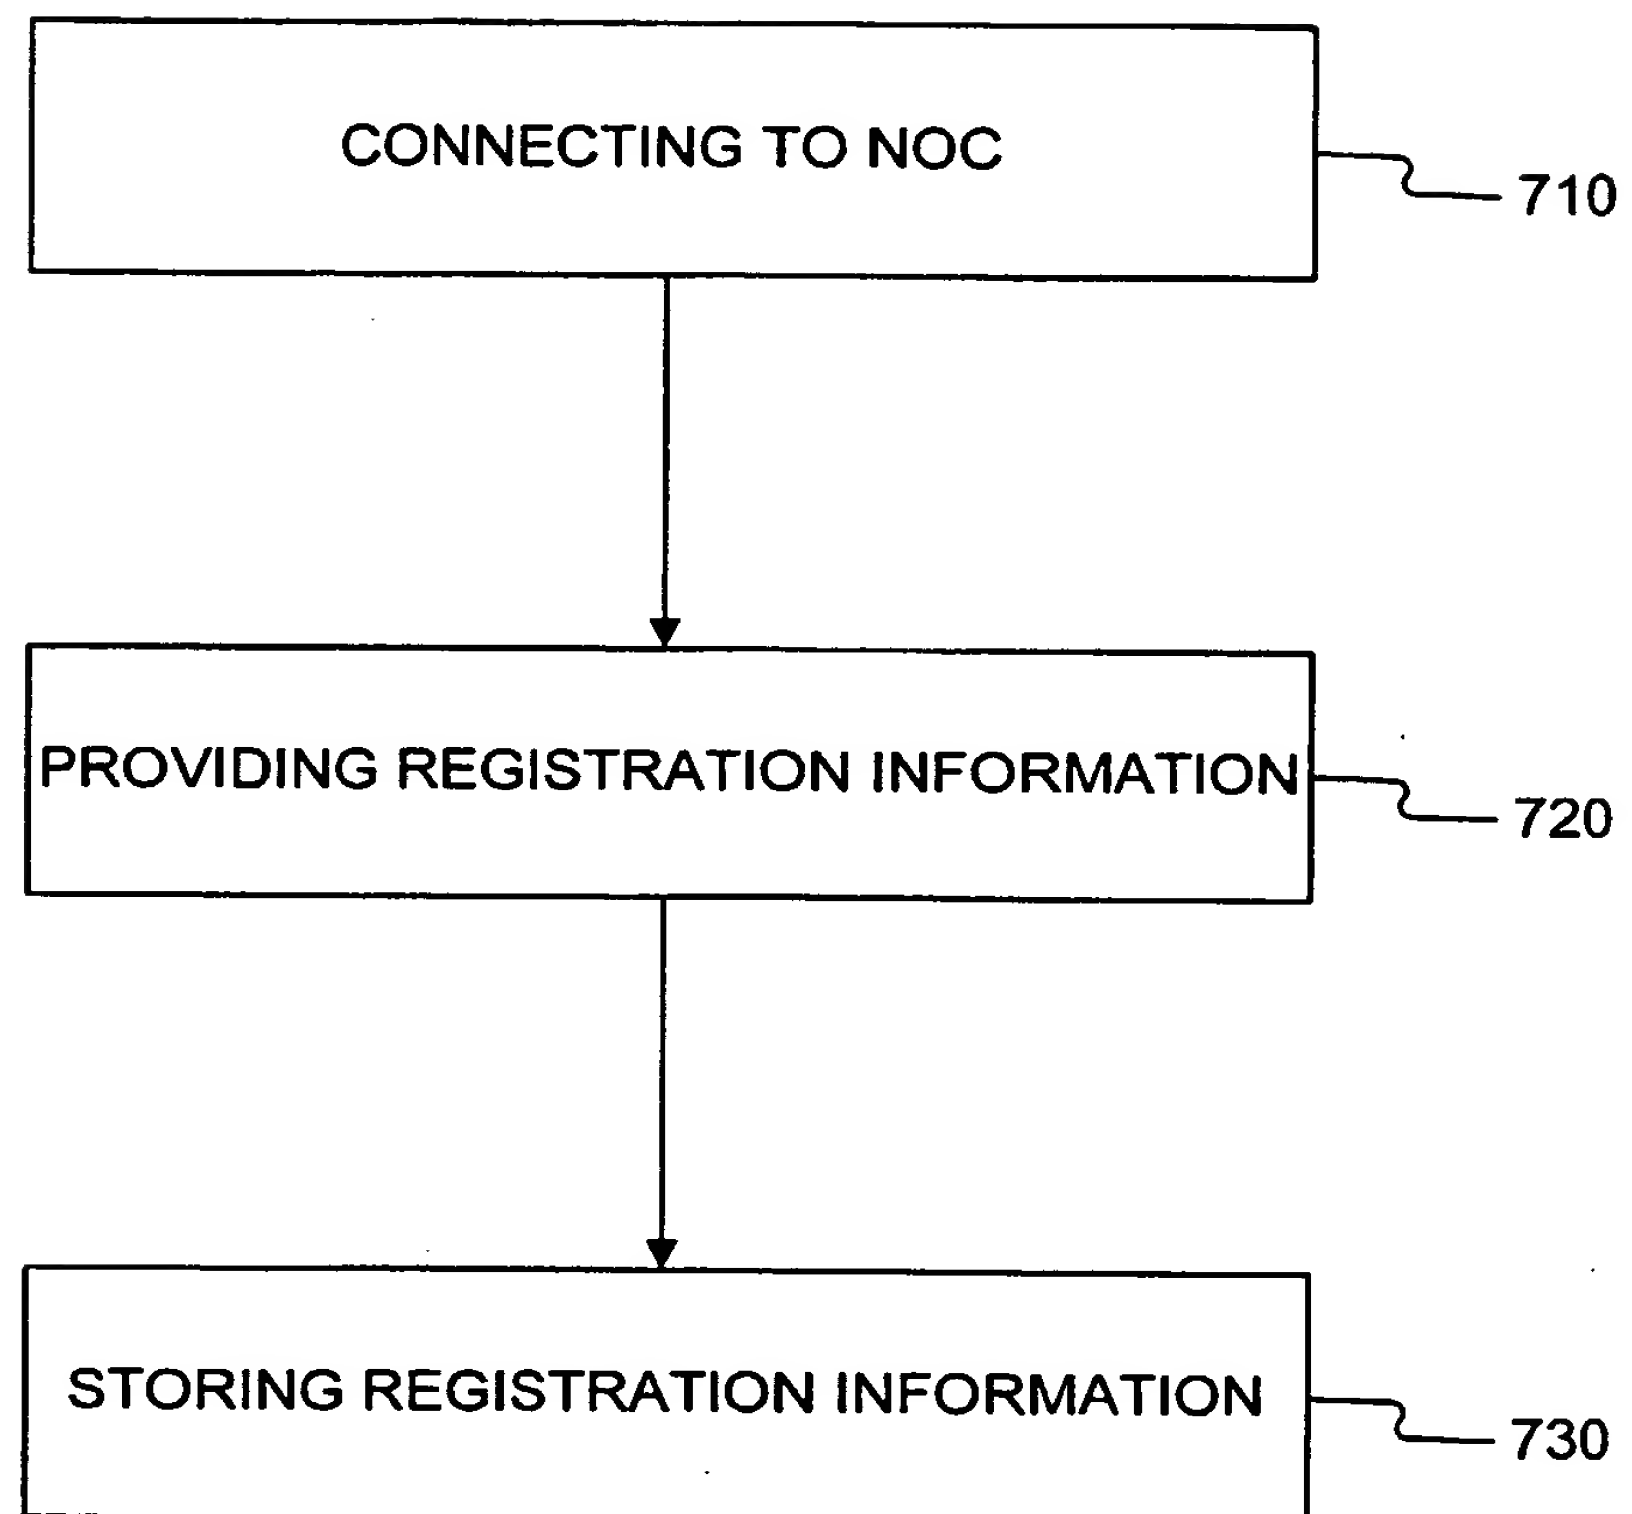 CONNECTING TO NOC
710
PROVIDING REGISTRATION INFORMATION
720
STORING REGISTRATION INFORMATION
730